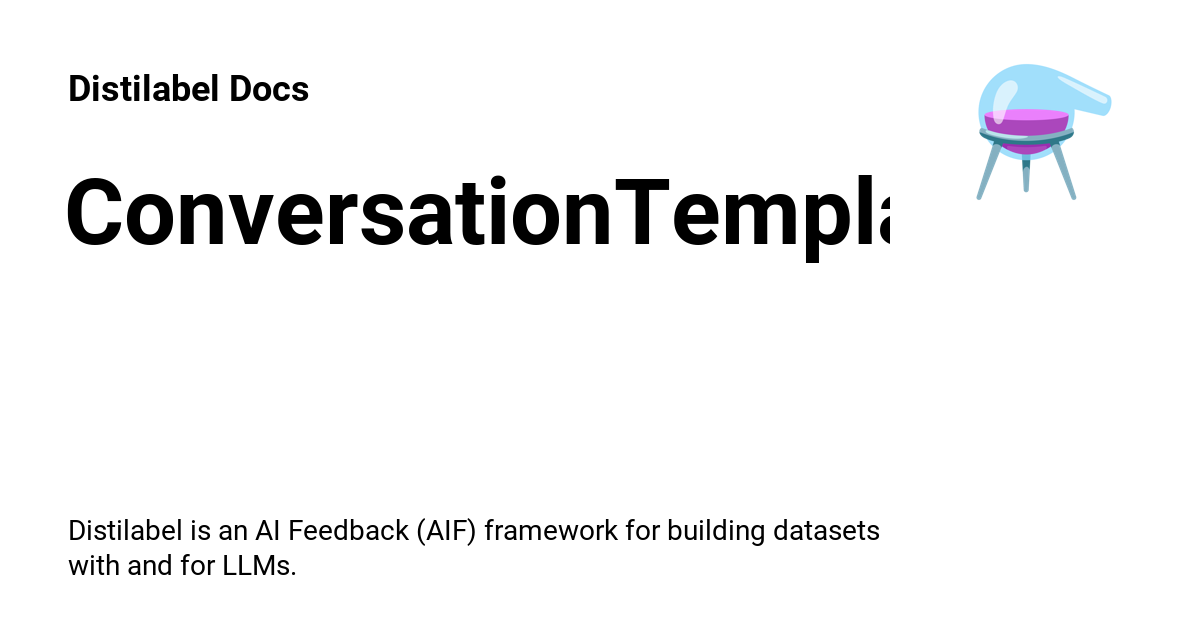 Distilabel Docs
ConversationTempla
Distilabel is an AI Feedback (AIF) framework for building datasets
with and for LLMs.